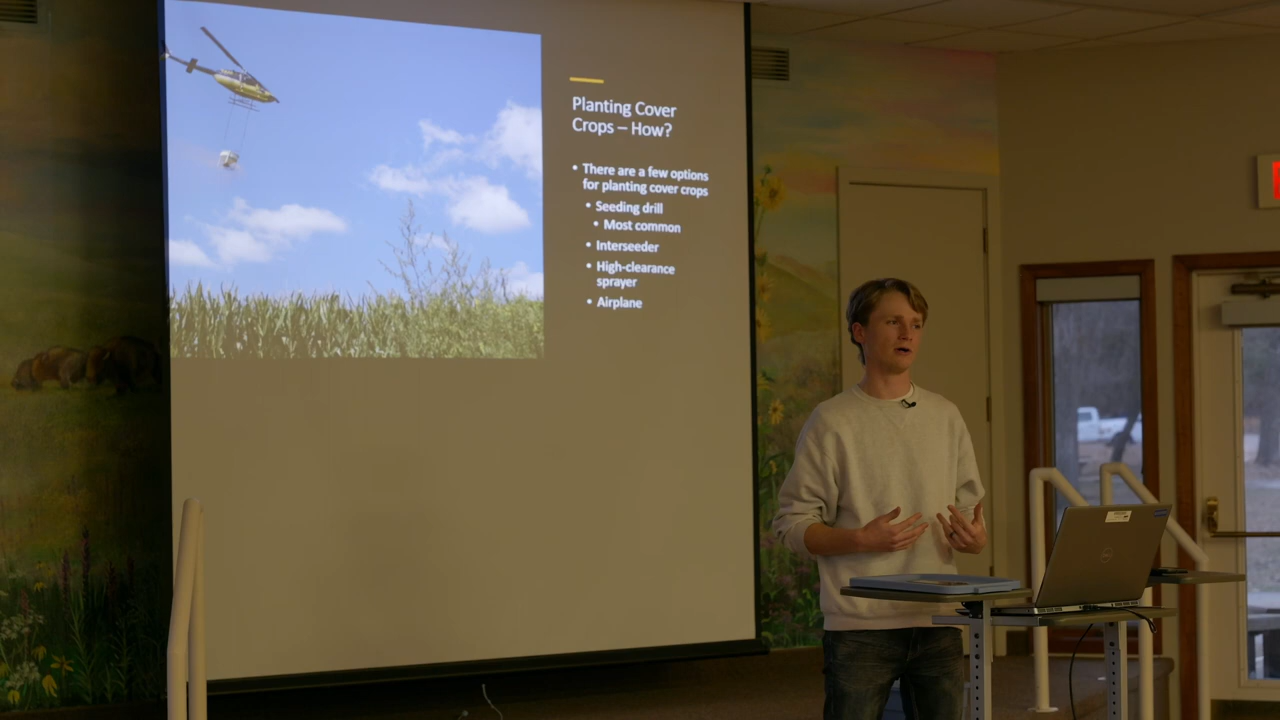 Planting Cover
Crops – How?
• There are a few options
for planting cover crops
• Seeding drill
• Most common
• Interseeder
• High-clearance
sprayer
• Airplane